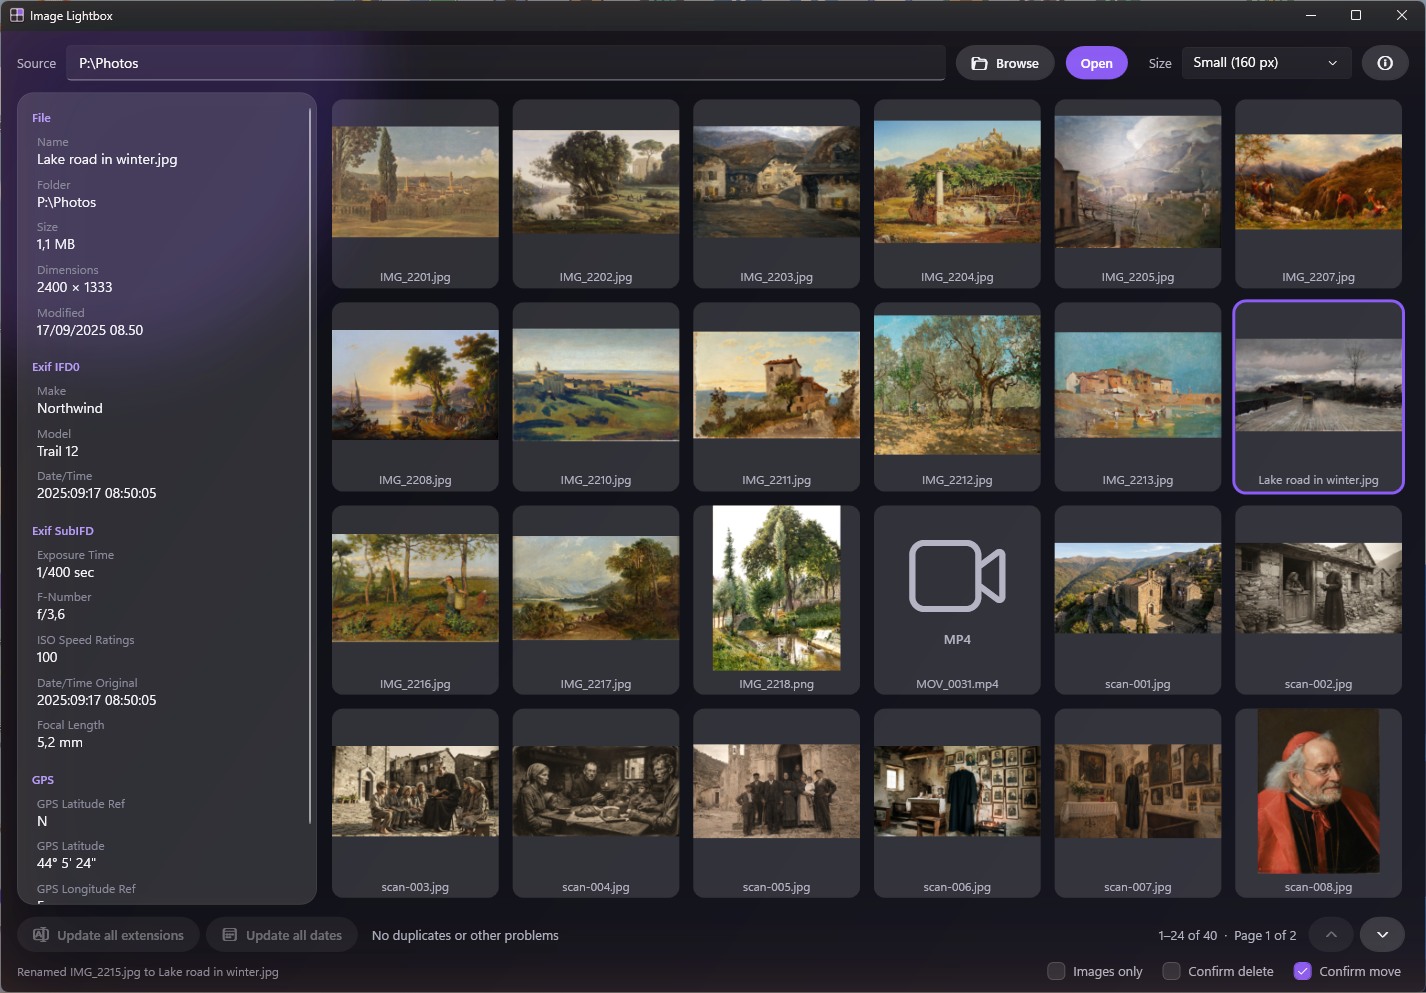 Image Lightbox
Source
P:\Photos
Browse
Open
Size
Small (160 px)
File
Name
Lake road in winter.jpg
Folder
P:\Photos
Size
1,1 MB
Dimensions
2400 × 1333
Modified
17/09/2025 08.50
Exif IFD0
Make
Northwind
Model
Trail 12
Date/Time
2025:09:17 08:50:05
Exif SubIFD
Exposure Time
1/400 sec
F-Number
f/3,6
ISO Speed Ratings
100
Date/Time Original
2025:09:17 08:50:05
Focal Length
5,2 mm
GPS
GPS Latitude Ref
N
GPS Latitude
44° 5' 24"
GPS Longitude Ref
IMG_2201.jpg
IMG_2202.jpg
IMG_2203.jpg
IMG_2204.jpg
IMG_2205.jpg
IMG_2207.jpg
IMG_2208.jpg
IMG_2210.jpg
IMG_2211.jpg
IMG_2212.jpg
IMG_2213.jpg
Lake road in winter.jpg
IMG_2216.jpg
IMG_2217.jpg
IMG_2218.png
MP4
MOV_0031.mp4
scan-001.jpg
scan-002.jpg
scan-003.jpg
scan-004.jpg
scan-005.jpg
scan-006.jpg
scan-007.jpg
scan-008.jpg
Update all extensions
Update all dates
No duplicates or other problems
1–24 of 40 · Page 1 of 2
Renamed IMG_2215.jpg to Lake road in winter.jpg
Images only
Confirm delete
Confirm move